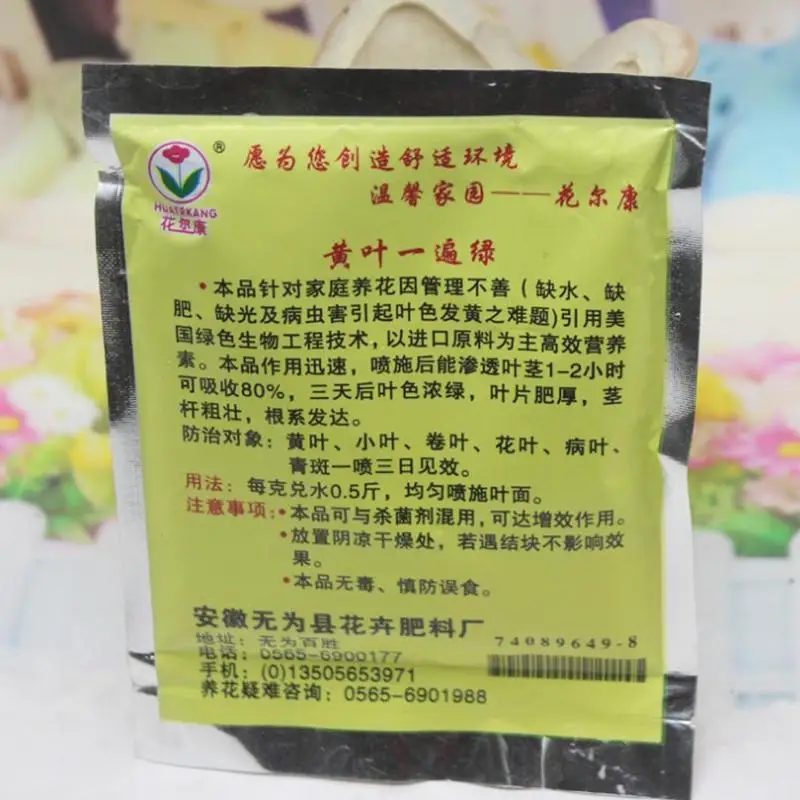 ®
愿为您创造舒适环境
温馨家园——花尔康
HUAERKANG
花尔康
黄叶一遍绿
•本品针对家庭养花因管理不善(缺水、缺
肥、缺光及病虫害引起叶色发黄之难题)引用美
国绿色生物工程技术，以进口原料为主高效营养
素。本品作用迅速，喷施后能渗透叶茎1-2小时
可吸收80%，三天后叶色浓绿，叶片肥厚，茎
杆粗壮，根系发达。
防治对象：黄叶、小叶、卷叶、花叶、病叶、
青斑一喷三日见效。
用法：每克兑水0.5斤，均匀喷施叶面。
注意事项:•本品可与杀菌剂混用，可达增效作用。
•放置阴凉干燥处，若遇结块不影响效
果。
•本品无毒、慎防误食。
安徽无为县花卉肥料厂
地址：无为百胜
电话：0565-6900177
手机：(0)13505653971
养花疑难咨询：0565-6901988
74089649-8